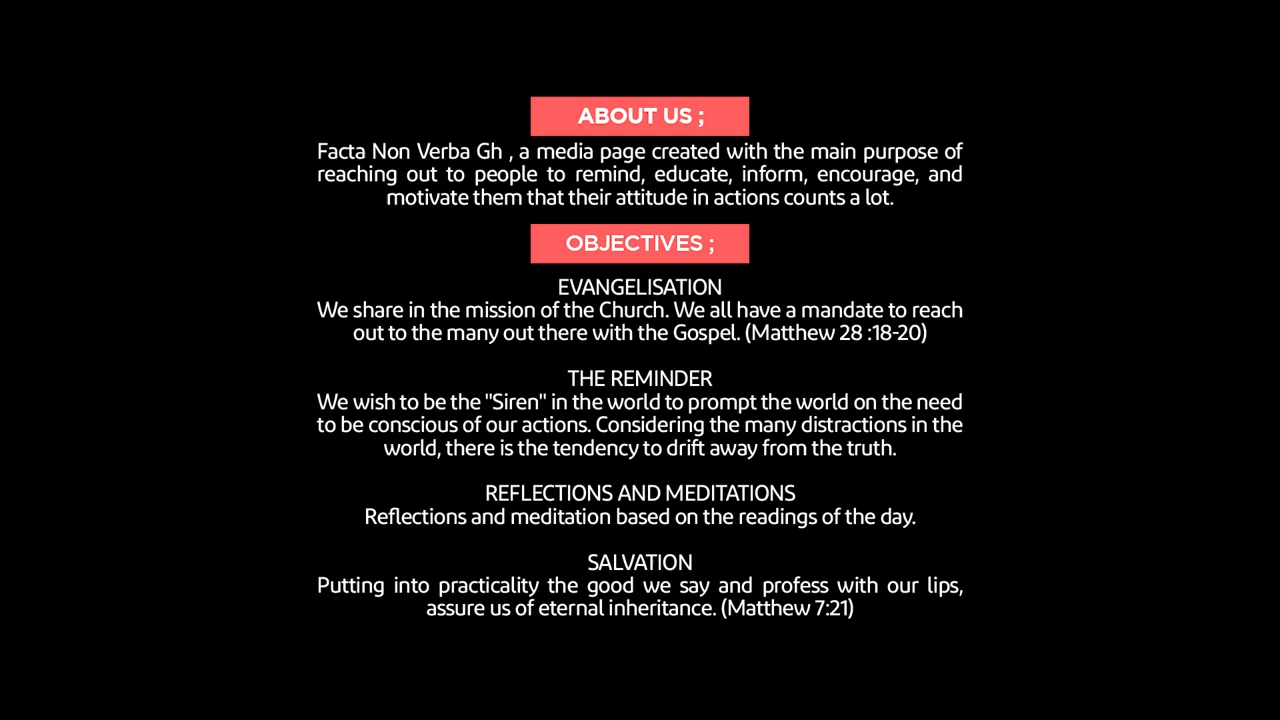 ABOUT US ;
Facta Non Verba Gh , a media page created with the main purpose of
reaching out to people to remind, educate, inform, encourage, and
motivate them that their attitude in actions counts a lot.
OBJECTIVES ;
EVANGELISATION
We share in the mission of the Church. We all have a mandate to reach
out to the many out there with the Gospel. (Matthew 28 :18-20)
THE REMINDER
We wish to be the "Siren" in the world to prompt the world on the need
to be conscious of our actions. Considering the many distractions in the
world, there is the tendency to drift away from the truth.
REFLECTIONS AND MEDITATIONS
Reflections and meditation based on the readings of the day.
SALVATION
Putting into practicality the good we say and profess with our lips,
assure us of eternal inheritance. (Matthew 7:21)